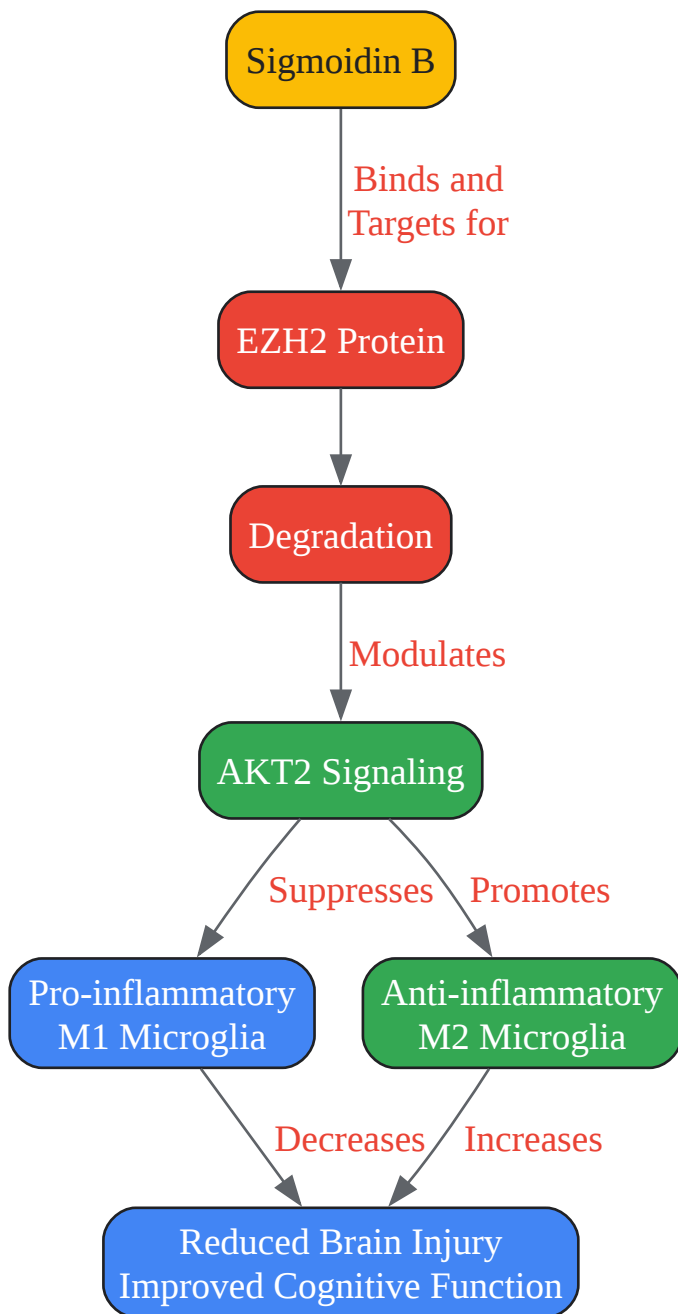 Sigmoidin B
Binds and
Targets for
EZH2 Protein
Degradation
Modulates
AKT2 Signaling
Suppresses
Promotes
Pro-inflammatory
M1 Microglia
Anti-inflammatory
M2 Microglia
Decreases
Increases
Reduced Brain Injury
Improved Cognitive Function